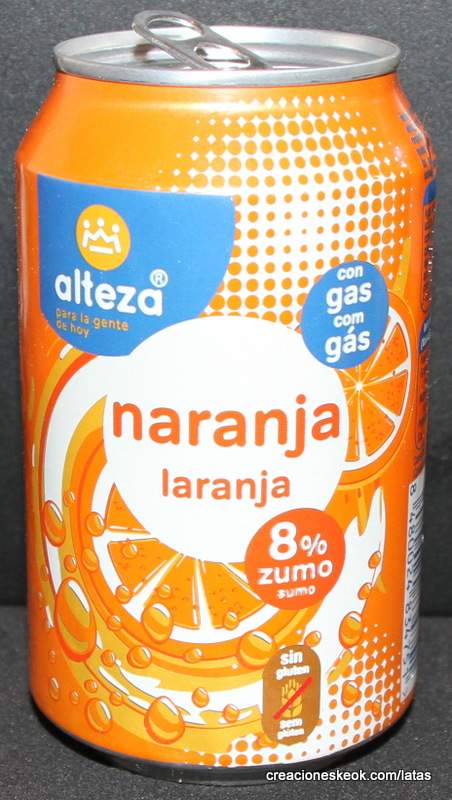 alteza®
para la gente
de hoy
con
gas
com
gás
naranja
laranja
8%
zumo
sumo
sin
gluten
sem
glúten
creacioneskeok.com/latas